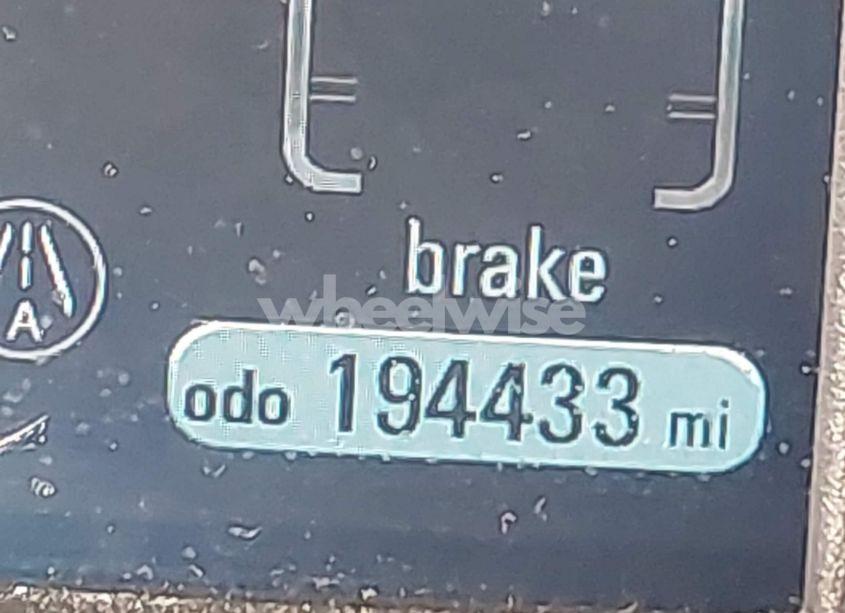 brake
wheelwise
odo 194433 mi
A